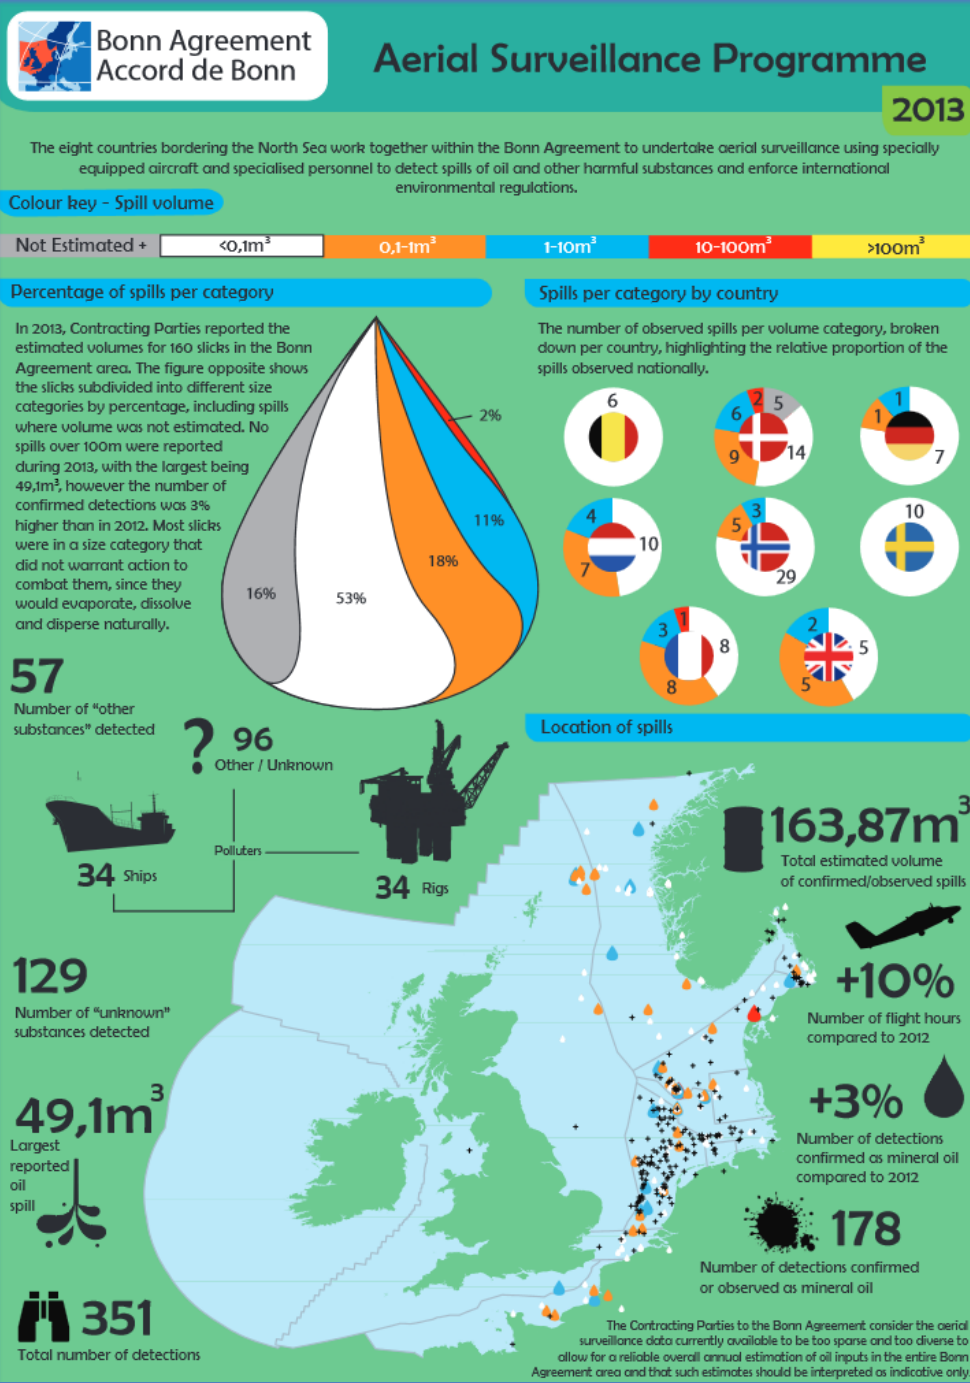 Bonn Agreement
Accord de Bonn
Aerial Surveillance Programme
2013
The eight countries bordering the North Sea work together within the Bonn Agreement to undertake aerial surveillance using specially
equipped aircraft and specialised personnel to detect spills of oil and other harmful substances and enforce international
environmental regulations.
Colour key - Spill volume
Not Estimated +
<0,1m³
0,1-1m³
1-10m³
10-100m³
>100m³
Percentage of spills per category
In 2013, Contracting Parties reported the
estimated volumes for 160 slicks in the Bonn
Agreement area. The figure opposite shows
the slicks subdivided into different size
categories by percentage, including spills
where volume was not estimated. No
spills over 100m were reported
during 2013, with the largest being
49,1m³, however the number of
confirmed detections was 3%
higher than in 2012. Most slicks
were in a size category that
did not warrant action to
combat them, since they
would evaporate, dissolve
and disperse naturally.
2%
11%
18%
53%
16%
Spills per category by country
The number of observed spills per volume category, broken
down per country, highlighting the relative proportion of the
spills observed nationally.
6
2
5
6
9
14
1
1
7
4
10
7
3
5
29
10
1
3
8
8
2
5
5
57
Number of "other
substances" detected
?
96
Other / Unknown
Polluters
34 Ships
34 Rigs
129
Number of "unknown"
substances detected
49,1m³
Largest
reported
oil
spill
351
Total number of detections
Location of spills
163,87m³
Total estimated volume
of confirmed/observed spills
+10%
Number of flight hours
compared to 2012
+3%
Number of detections
confirmed as mineral oil
compared to 2012
178
Number of detections confirmed
or observed as mineral oil
The Contracting Parties to the Bonn Agreement consider the aerial
surveillance data currently available to be too sparse and too diverse to
allow for a reliable overall annual estimation of oil inputs in the entire Bonn
Agreement area and that such estimates should be interpreted as indicative only